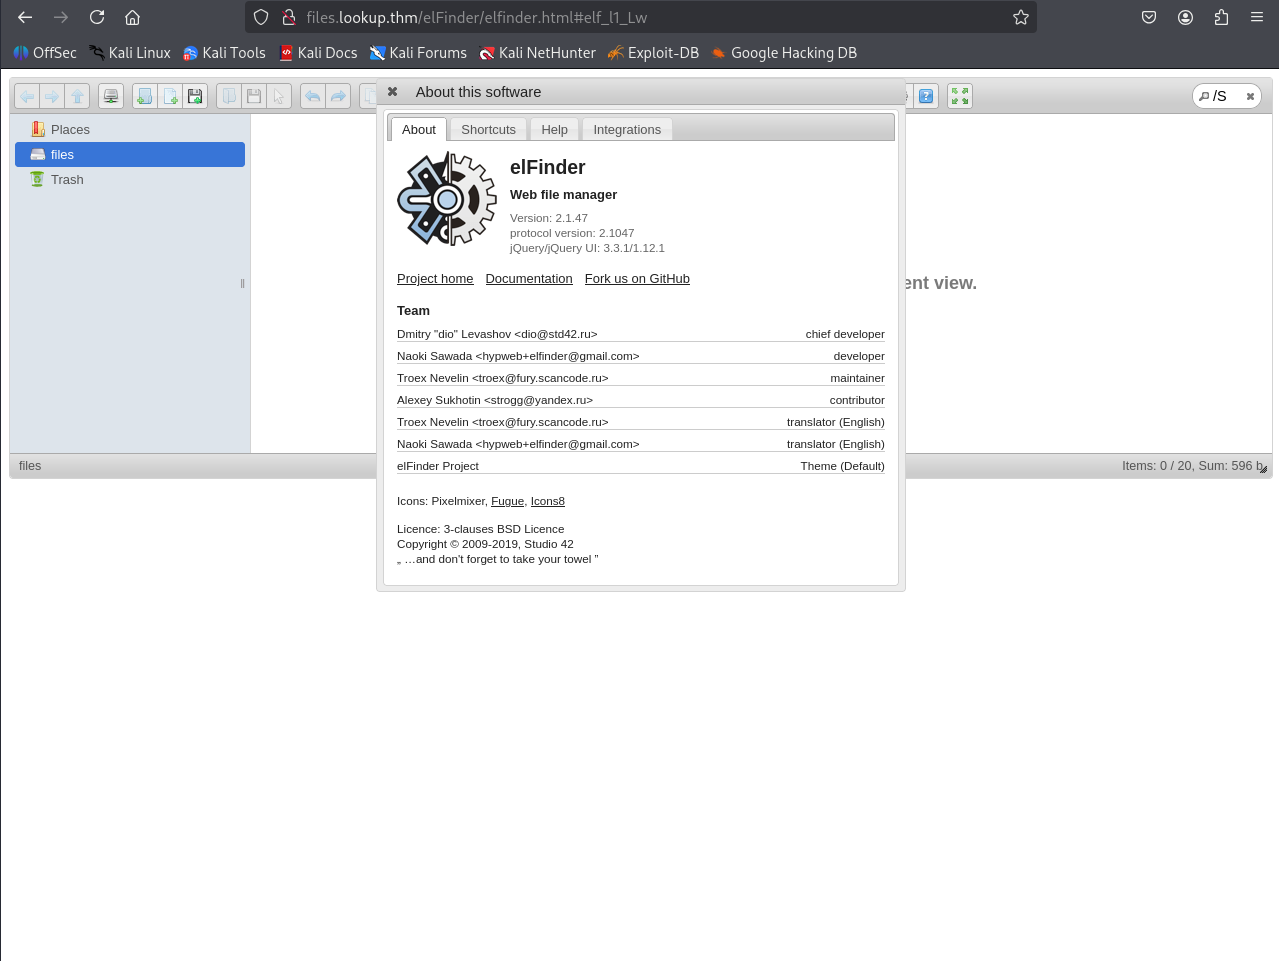 files.lookup.thm/elFinder/elfinder.html#elf_l1_Lw
OffSec Kali Linux Kali Tools Kali Docs Kali Forums Kali NetHunter Exploit-DB Google Hacking DB
About this software
/S
About Shortcuts Help Integrations
Places
files
Trash
elFinder
Web file manager
Version: 2.1.47
protocol version: 2.1047
jQuery/jQuery UI: 3.3.1/1.12.1
Project home Documentation Fork us on GitHub
ent view.
Team
Dmitry "dio" Levashov <dio@std42.ru> chief developer
Naoki Sawada <hypweb+elfinder@gmail.com> developer
Troex Nevelin <troex@fury.scancode.ru> maintainer
Alexey Sukhotin <strogg@yandex.ru> contributor
Troex Nevelin <troex@fury.scancode.ru> translator (English)
Naoki Sawada <hypweb+elfinder@gmail.com> translator (English)
elFinder Project Theme (Default)
files
Items: 0 / 20, Sum: 596 b
Icons: Pixelmixer, Fugue, Icons8
Licence: 3-clauses BSD Licence
Copyright © 2009-2019, Studio 42
„ …and don't forget to take your towel ”